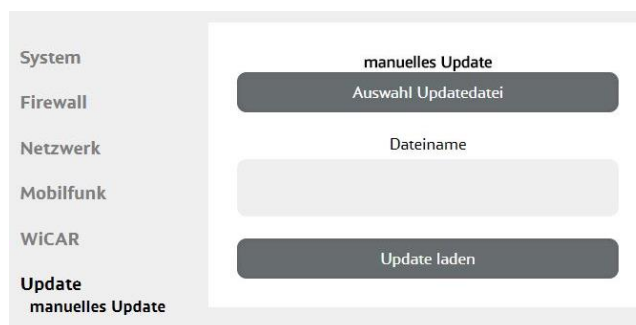 System
Firewall
Netzwerk
Mobilfunk
WiCAR
Update
manuelles Update
manuelles Update
Auswahl Updatedatei
Dateiname
Update laden